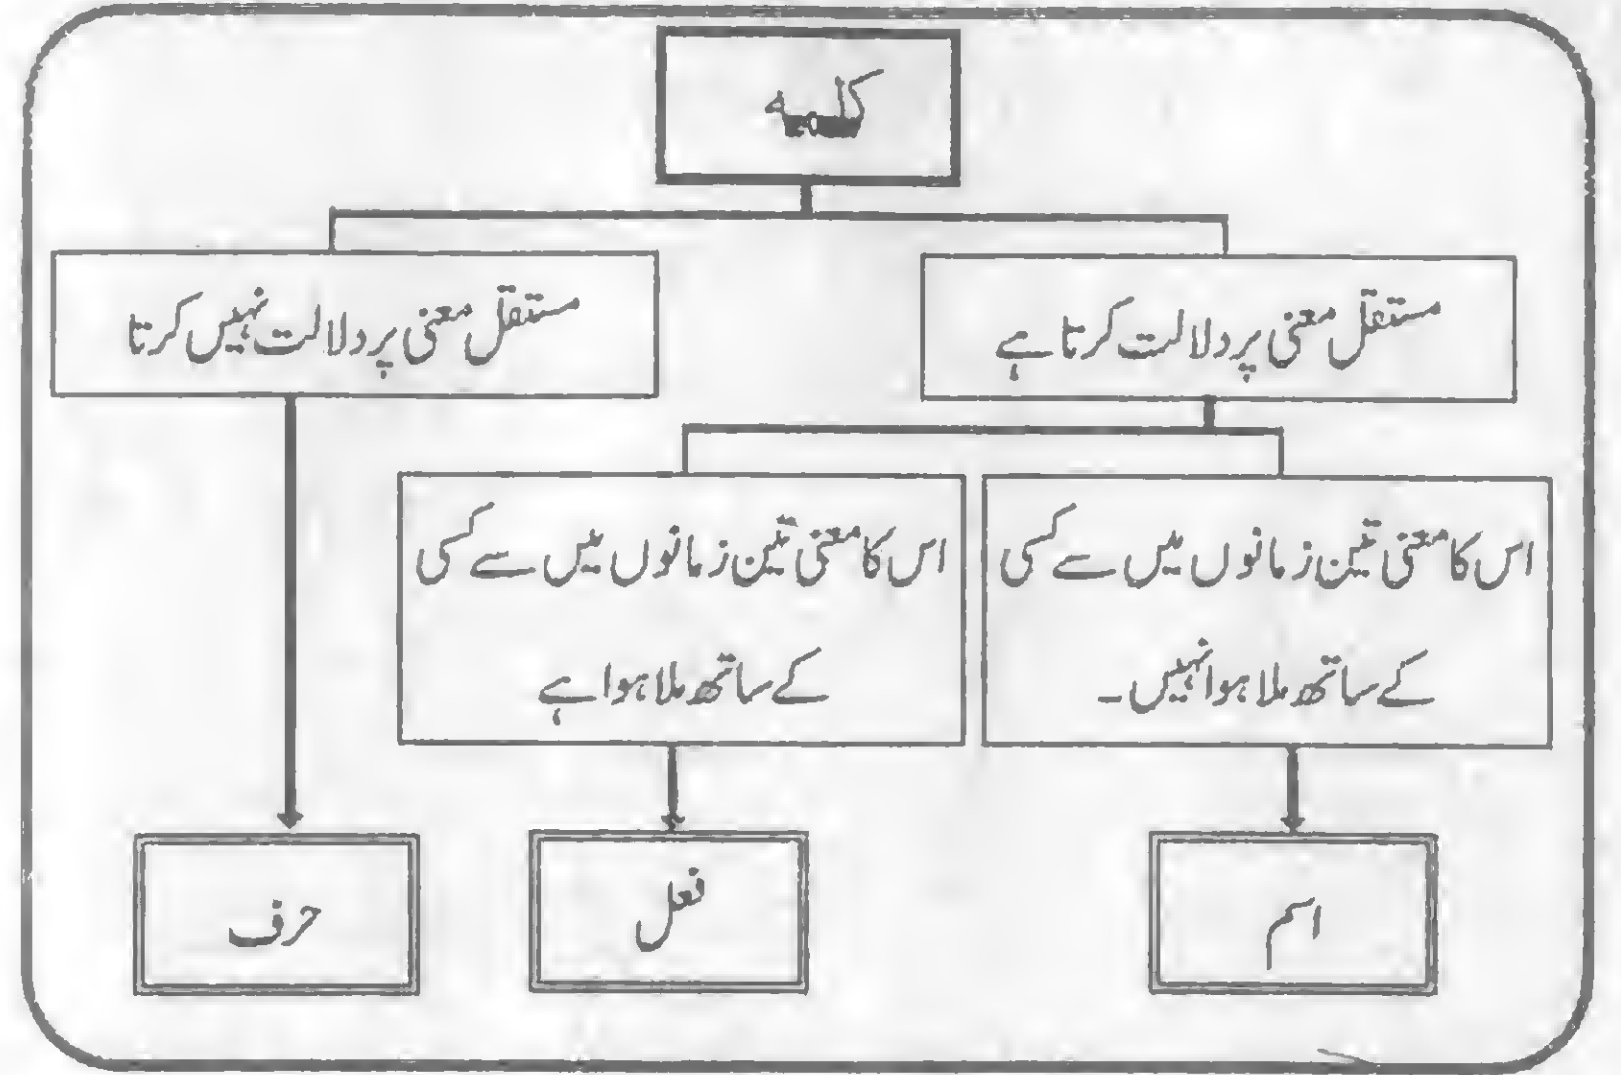 کلمہ
مستقل معنی پر دلالت کرتا ہے
مستقل معنی پر دلالت نہیں کرتا
اس کا معنی تین زمانوں میں سے کسی
کے ساتھ ملا ہوا نہیں۔
اس کا معنی تین زمانوں میں سے کسی
کے ساتھ ملا ہوا ہے
اسم
فعل
حرف